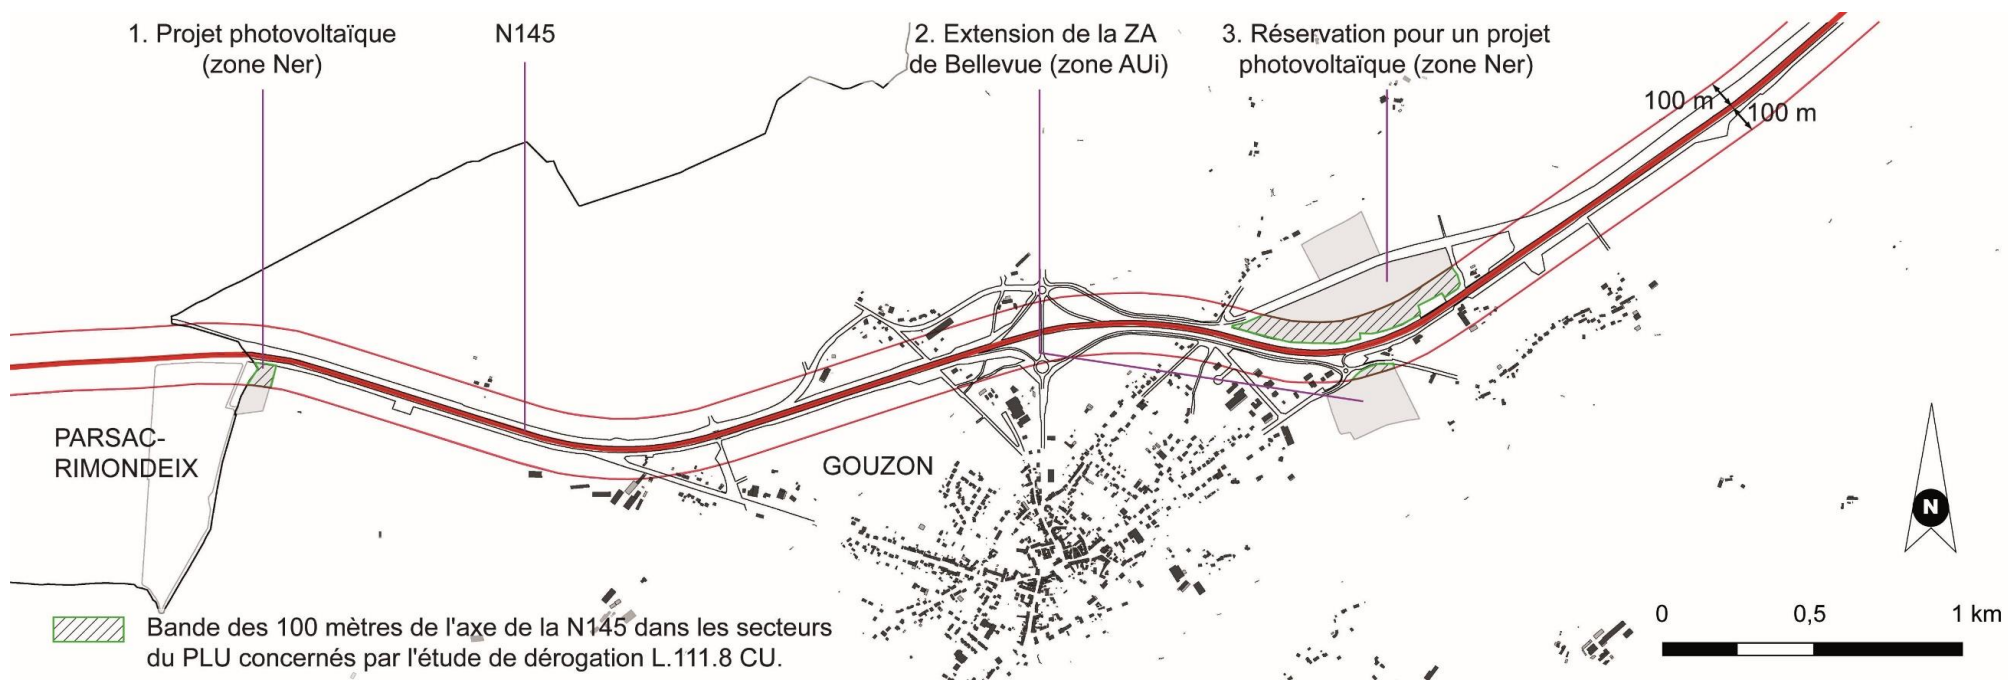 1. Projet photovoltaïque
(zone Ner)
N145
2. Extension de la ZA
de Bellevue (zone AUi)
3. Réservation pour un projet
photovoltaïque (zone Ner)
100 m
100 m
PARSAC-
RIMONDEIX
GOUZON
N
Bande des 100 mètres de l'axe de la N145 dans les secteurs
du PLU concernés par l'étude de dérogation L.111.8 CU.
0 0,5 1 km